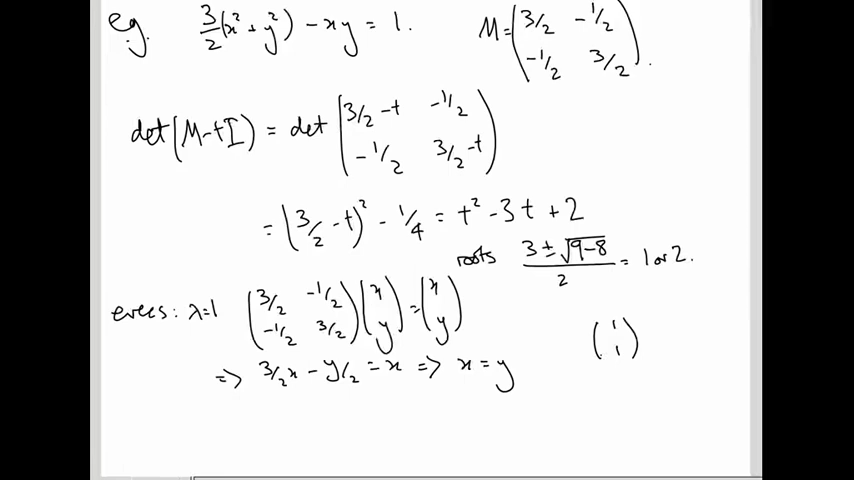 eg. 3/2(x² + y²) - xy = 1. M = (3/2 -1/2
-1/2 3/2).
det(M-tI) = det (3/2 -t -1/2
-1/2 3/2 -t)
= (3/2 -t)² - 1/4 = t² - 3t + 2
roots 3 ± √9-8 / 2 = 1 or 2.
evecs: λ=1 (3/2 -1/2
-1/2 3/2) (x
y) = (x
y) (1
1)
=> 3/2 x - y/2 = x => x = y